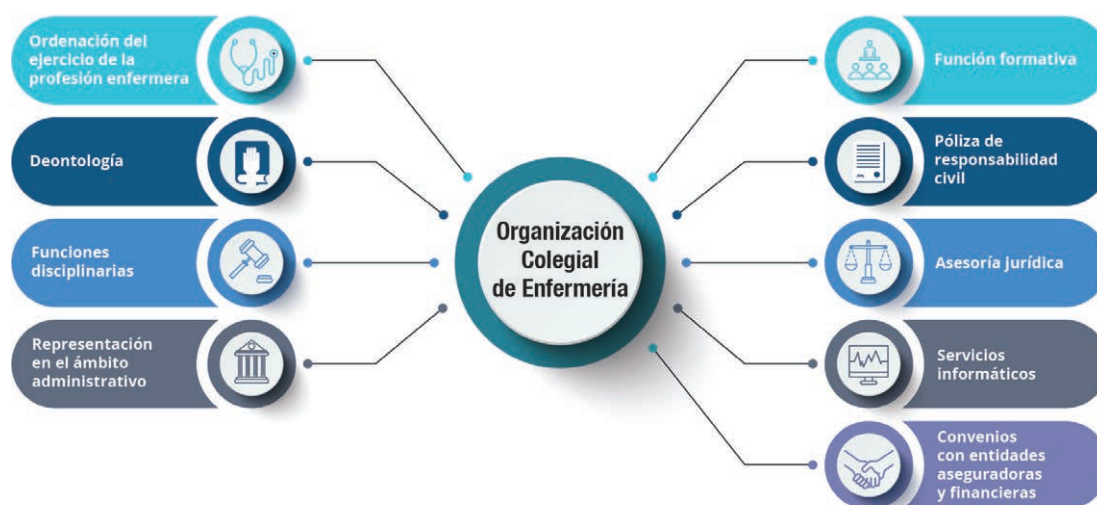 Ordenación del
ejercicio de la
profesión enfermera
Deontología
Funciones
disciplinarias
Representación
en el ámbito
administrativo
Organización
Colegial
de Enfermería
Función formativa
Póliza de
responsabilidad
civil
Asesoría jurídica
Servicios
informáticos
Convenios
con entidades
aseguradoras
y financieras